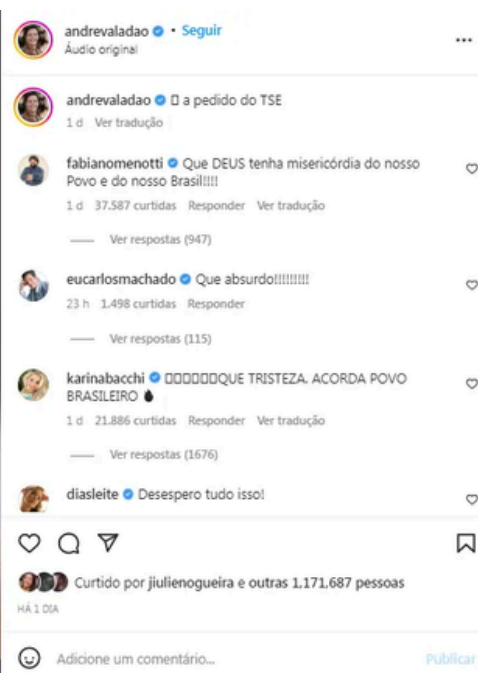 andrevaladao • Seguir
Áudio original
andrevaladao a pedido do TSE
1 d Ver tradução
fabianomenotti Que DEUS tenha misericórdia do nosso
Povo e do nosso Brasil!!!!
1 d 37.587 curtidas Responder Ver tradução
Ver respostas (947)
eucarlosmachado Que absurdo!!!!!!!!!
23 h 1.498 curtidas Responder
Ver respostas (115)
karinabacchi QUE TRISTEZA. ACORDA POVO
BRASILEIRO
1 d 21.886 curtidas Responder Ver tradução
Ver respostas (1676)
diasleite Desespero tudo isso!
Curtido por jiulienogueira e outras 1,171,687 pessoas
HÁ 1 DIA
Adicione um comentário...
Publicar